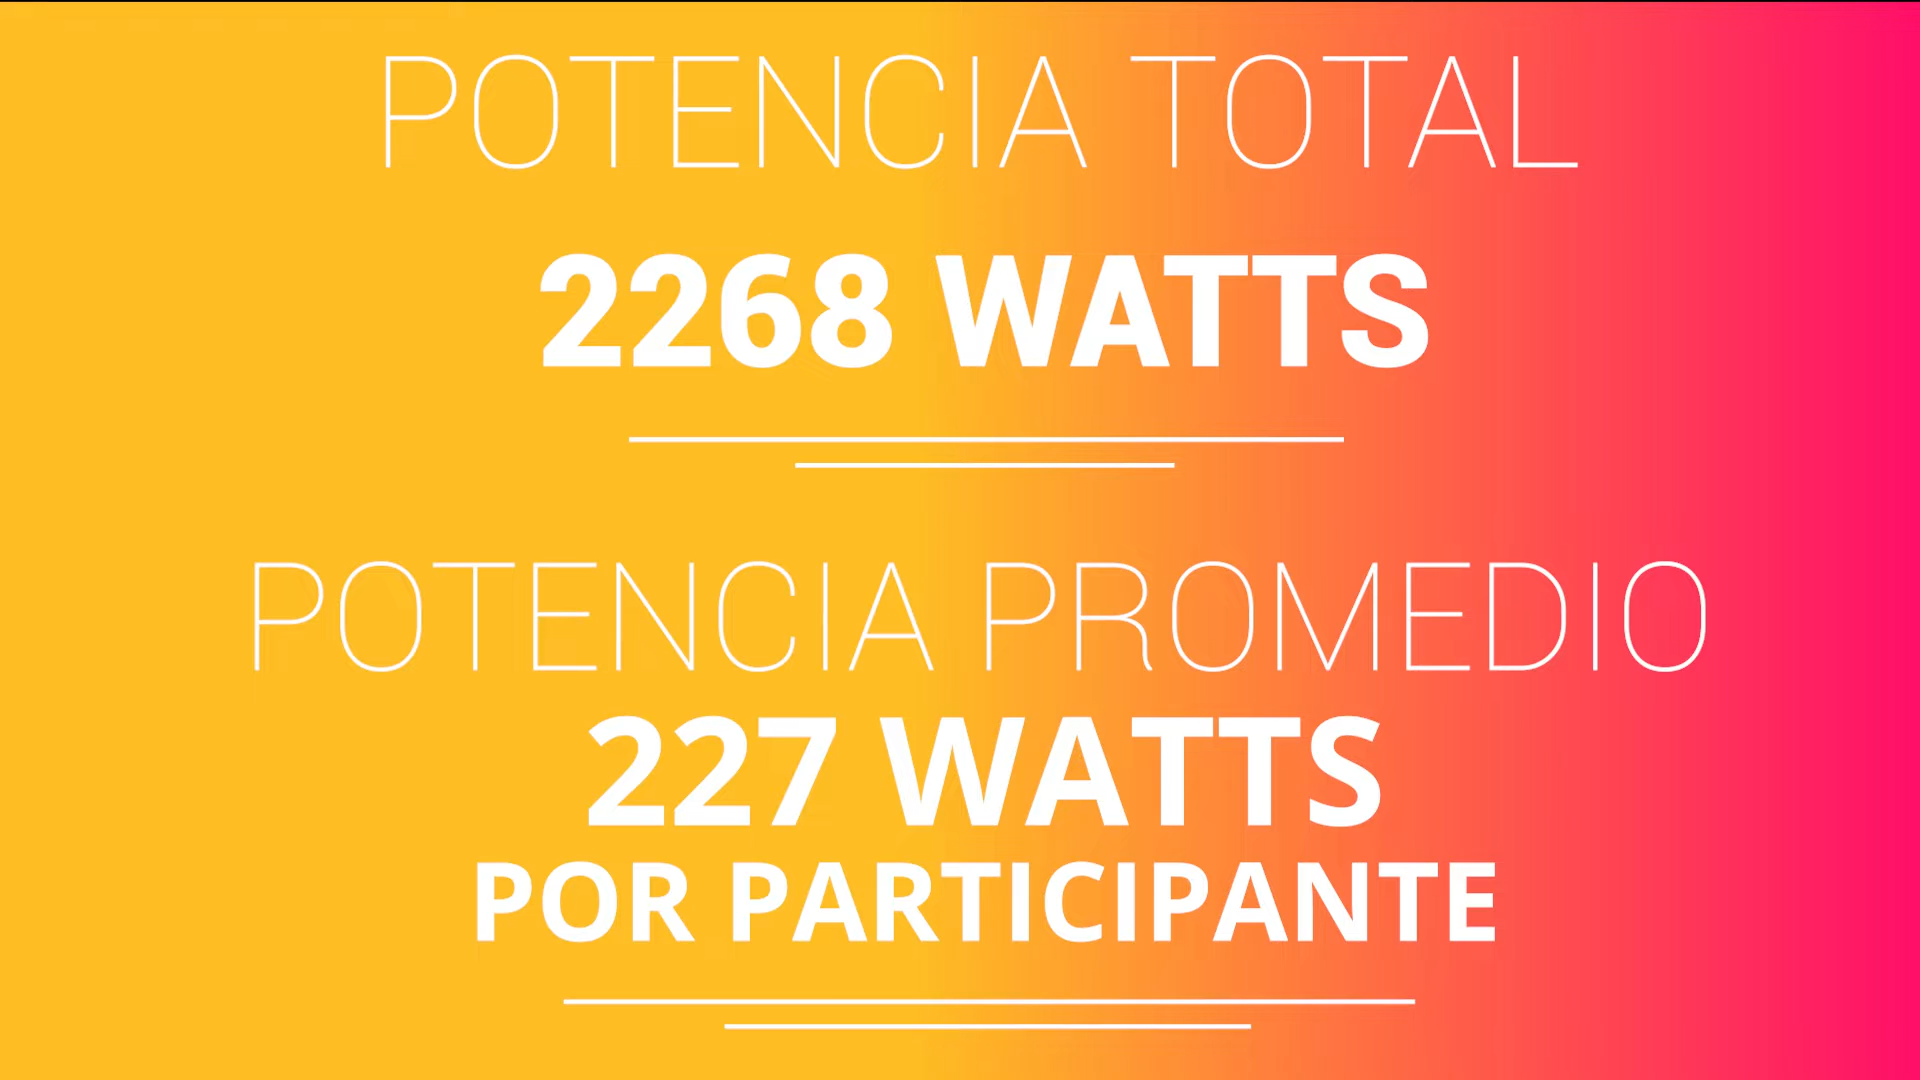 POTENCIA TOTAL
2268 WATTS
POTENCIA PROMEDIO
227 WATTS
POR PARTICIPANTE